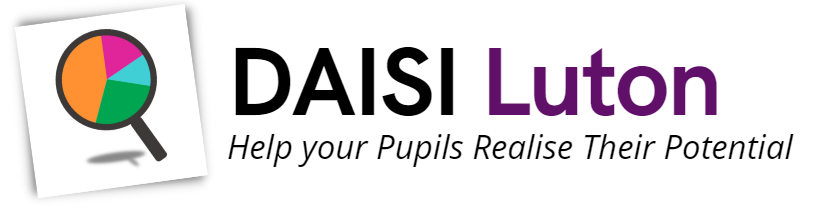 DAISI Luton
Help your Pupils Realise Their Potential